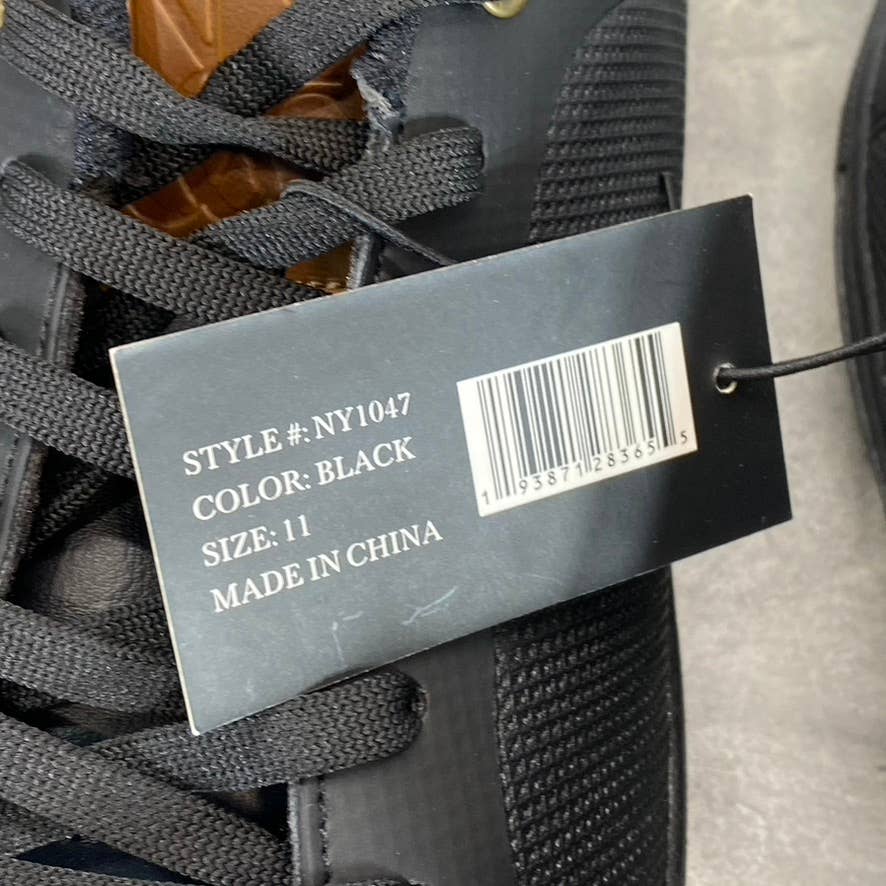 STYLE #: NY1047
COLOR: BLACK
SIZE: 11
MADE IN CHINA
1 93871 28365 5